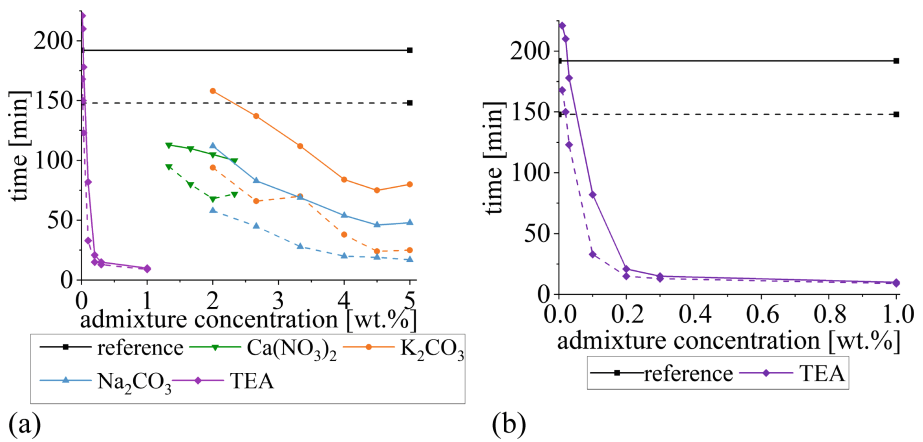 200
150
100
50
0
time [min]
0 1 2 3 4 5
admixture concentration [wt.%]
reference Ca(NO₃)₂ K₂CO₃
Na₂CO₃ TEA
(a)
200
150
100
50
0
time [min]
0.0 0.2 0.4 0.6 0.8 1.0
admixture concentration [wt.%]
reference TEA
(b)